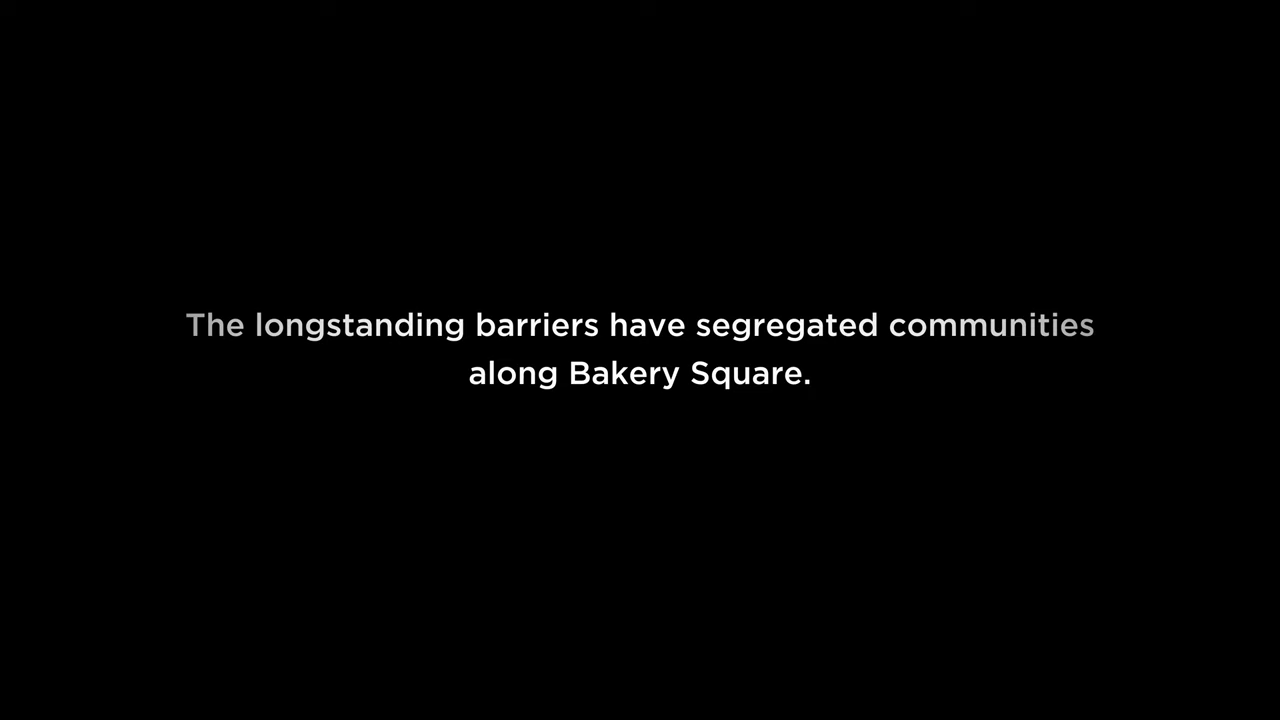 The longstanding barriers have segregated communities
along Bakery Square.